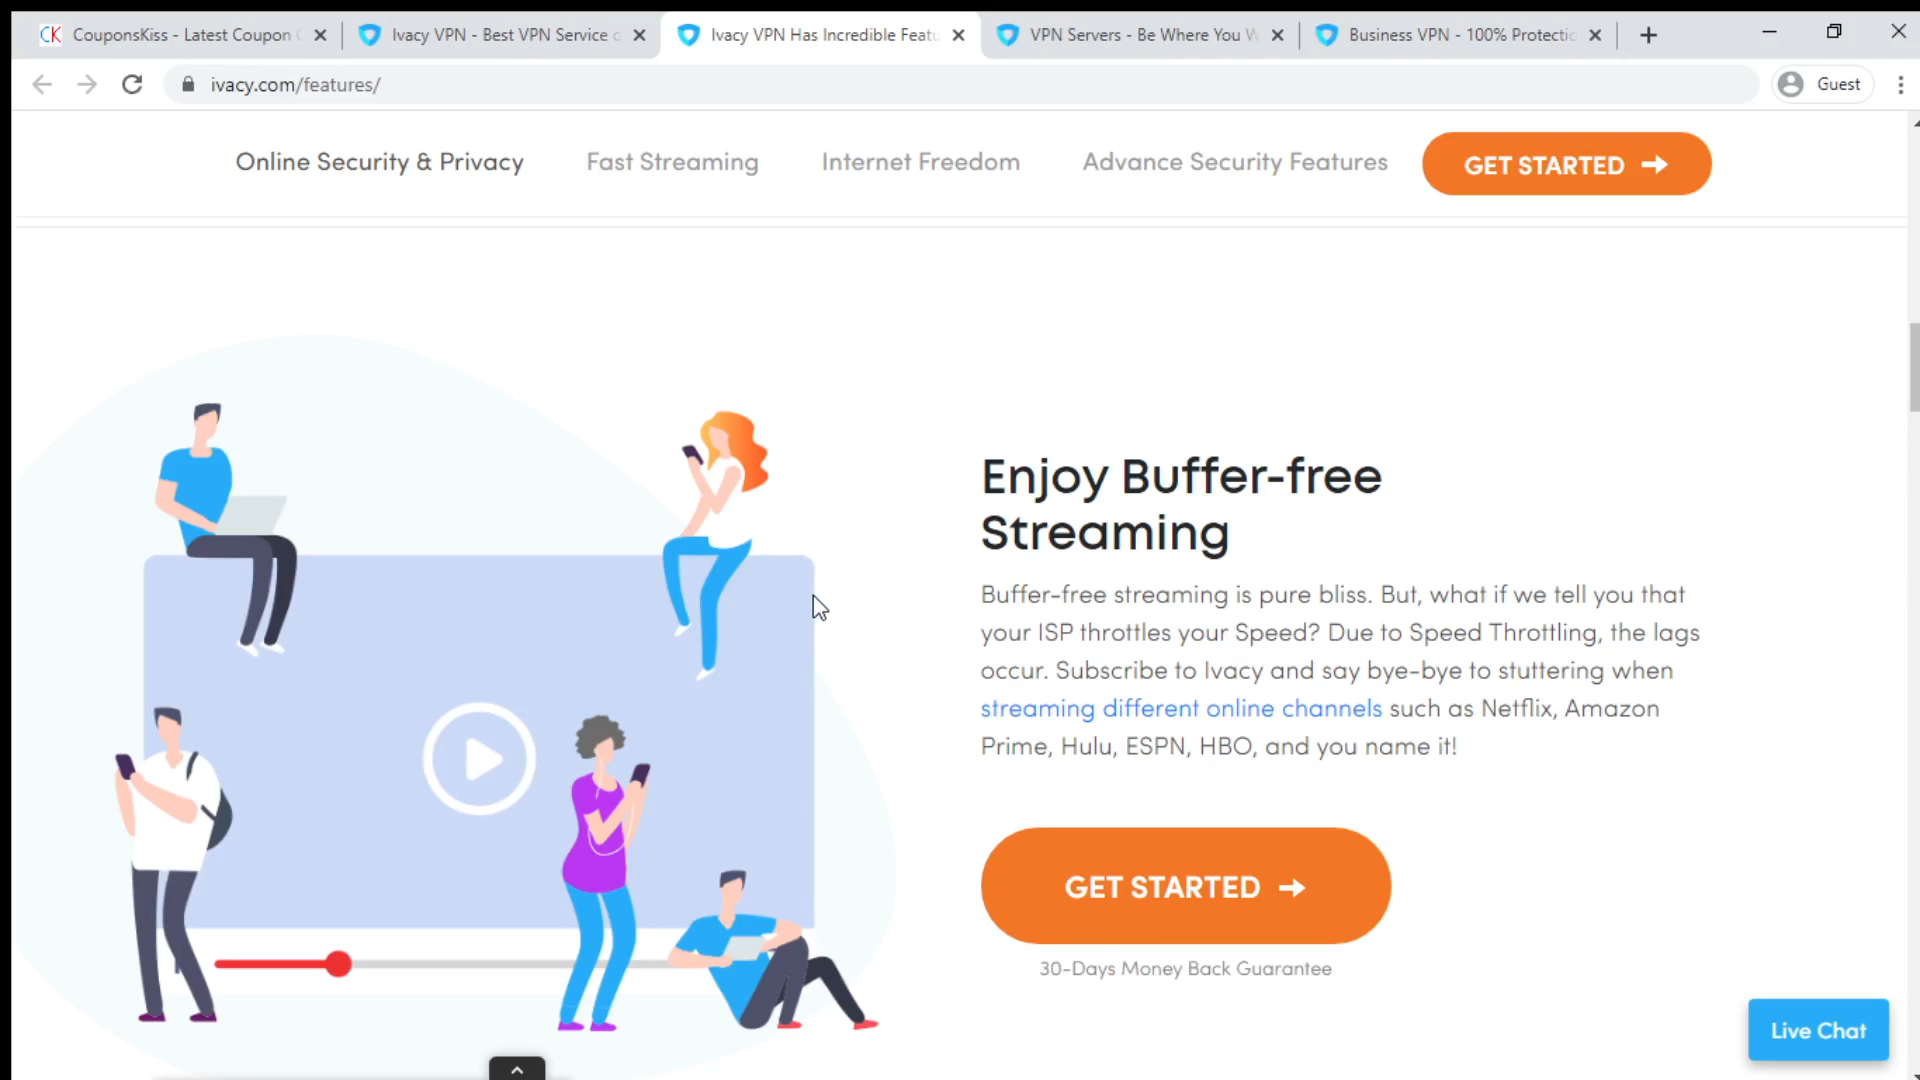 CK CouponsKiss - Latest Coupon
Ivacy VPN - Best VPN Service
Ivacy VPN Has Incredible Featu
VPN Servers - Be Where You W
Business VPN - 100% Protectic
ivacy.com/features/
Guest
Online Security & Privacy
Fast Streaming
Internet Freedom
Advance Security Features
GET STARTED
Enjoy Buffer-free
Streaming
Buffer-free streaming is pure bliss. But, what if we tell you that
your ISP throttles your Speed? Due to Speed Throttling, the lags
occur. Subscribe to Ivacy and say bye-bye to stuttering when
streaming different online channels such as Netflix, Amazon
Prime, Hulu, ESPN, HBO, and you name it!
GET STARTED
30-Days Money Back Guarantee
Live Chat